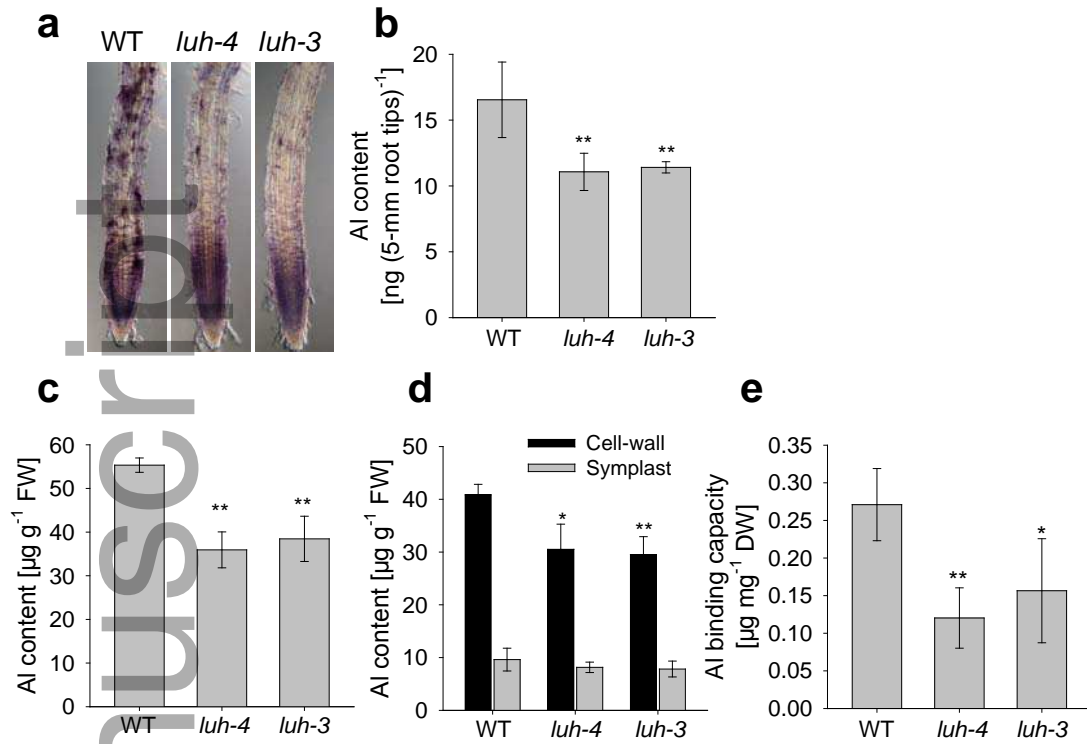 a
WT luh-4 luh-3
b
Al content
[ng (5-mm root tips)⁻¹]
20
15
10
5
0
** **
WT luh-4 luh-3
c
Al content [µg g⁻¹ FW]
60
50
40
30
20
10
0
** **
WT luh-4 luh-3
d
Al content [µg g⁻¹ FW]
50
40
30
20
10
0
Cell-wall
Symplast
* **
WT luh-4 luh-3
e
Al binding capacity
[µg mg⁻¹ DW]
0.35
0.30
0.25
0.20
0.15
0.10
0.05
0.00
** *
WT luh-4 luh-3
nuscript